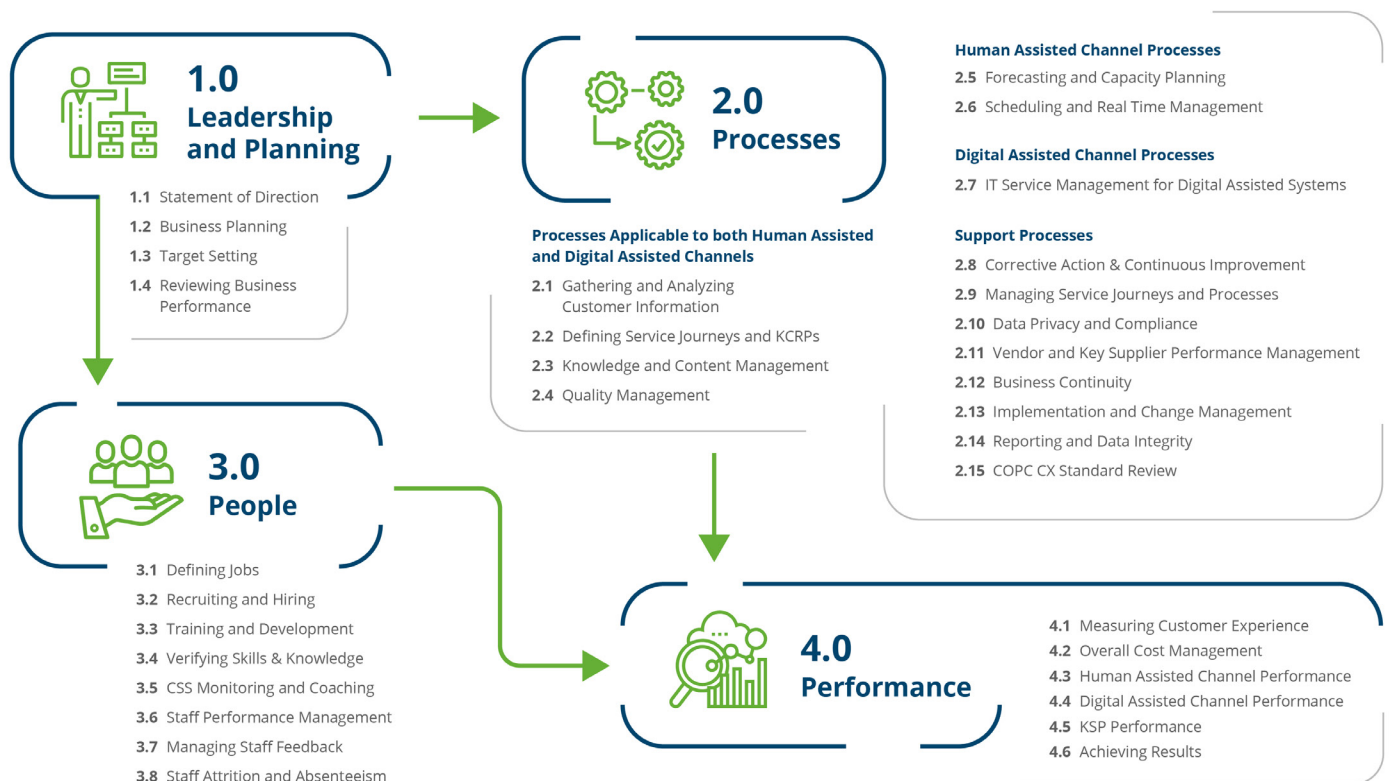 1.0
Leadership
and Planning
1.1 Statement of Direction
1.2 Business Planning
1.3 Target Setting
1.4 Reviewing Business
Performance
2.0
Processes
Processes Applicable to both Human Assisted
and Digital Assisted Channels
2.1 Gathering and Analyzing
Customer Information
2.2 Defining Service Journeys and KCRPs
2.3 Knowledge and Content Management
2.4 Quality Management
Human Assisted Channel Processes
2.5 Forecasting and Capacity Planning
2.6 Scheduling and Real Time Management
Digital Assisted Channel Processes
2.7 IT Service Management for Digital Assisted Systems
Support Processes
2.8 Corrective Action & Continuous Improvement
2.9 Managing Service Journeys and Processes
2.10 Data Privacy and Compliance
2.11 Vendor and Key Supplier Performance Management
2.12 Business Continuity
2.13 Implementation and Change Management
2.14 Reporting and Data Integrity
2.15 COPC CX Standard Review
3.0
People
3.1 Defining Jobs
3.2 Recruiting and Hiring
3.3 Training and Development
3.4 Verifying Skills & Knowledge
3.5 CSS Monitoring and Coaching
3.6 Staff Performance Management
3.7 Managing Staff Feedback
3.8 Staff Attrition and Absenteeism
4.0
Performance
4.1 Measuring Customer Experience
4.2 Overall Cost Management
4.3 Human Assisted Channel Performance
4.4 Digital Assisted Channel Performance
4.5 KSP Performance
4.6 Achieving Results